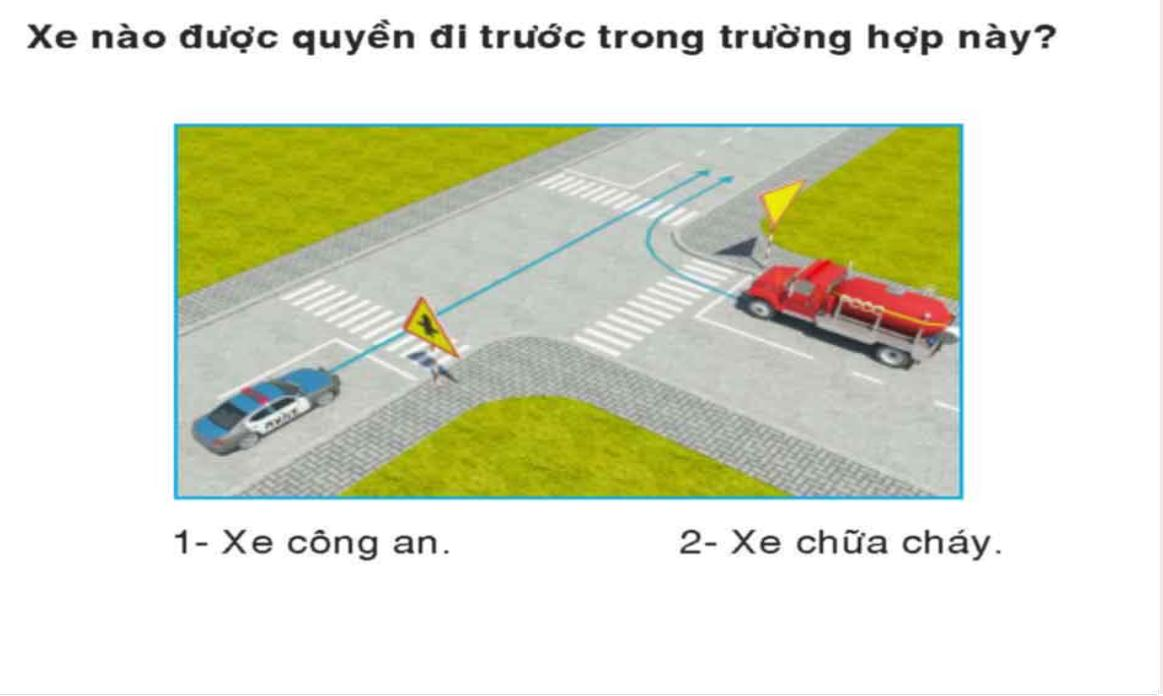 Xe nào được quyền đi trước trong trường hợp này?
1- Xe công an.
2- Xe chữa cháy.